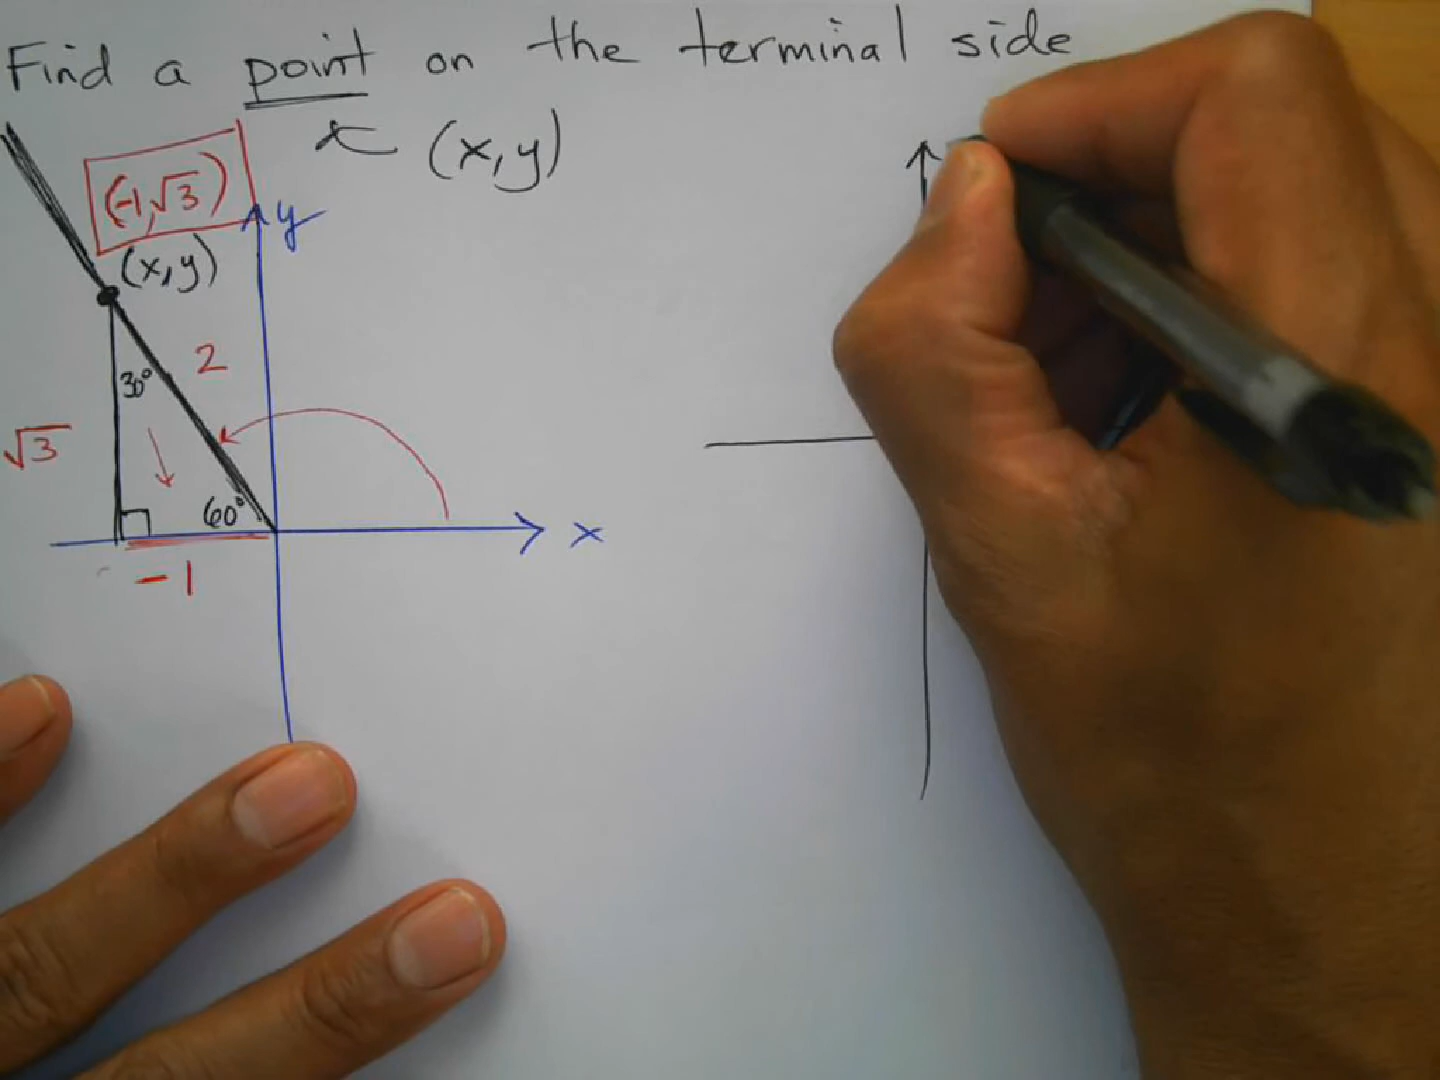 Find a point on the terminal side
(x,y)
(-1,√3)
y
(x,y)
2
30°
√3
60°
x
-1